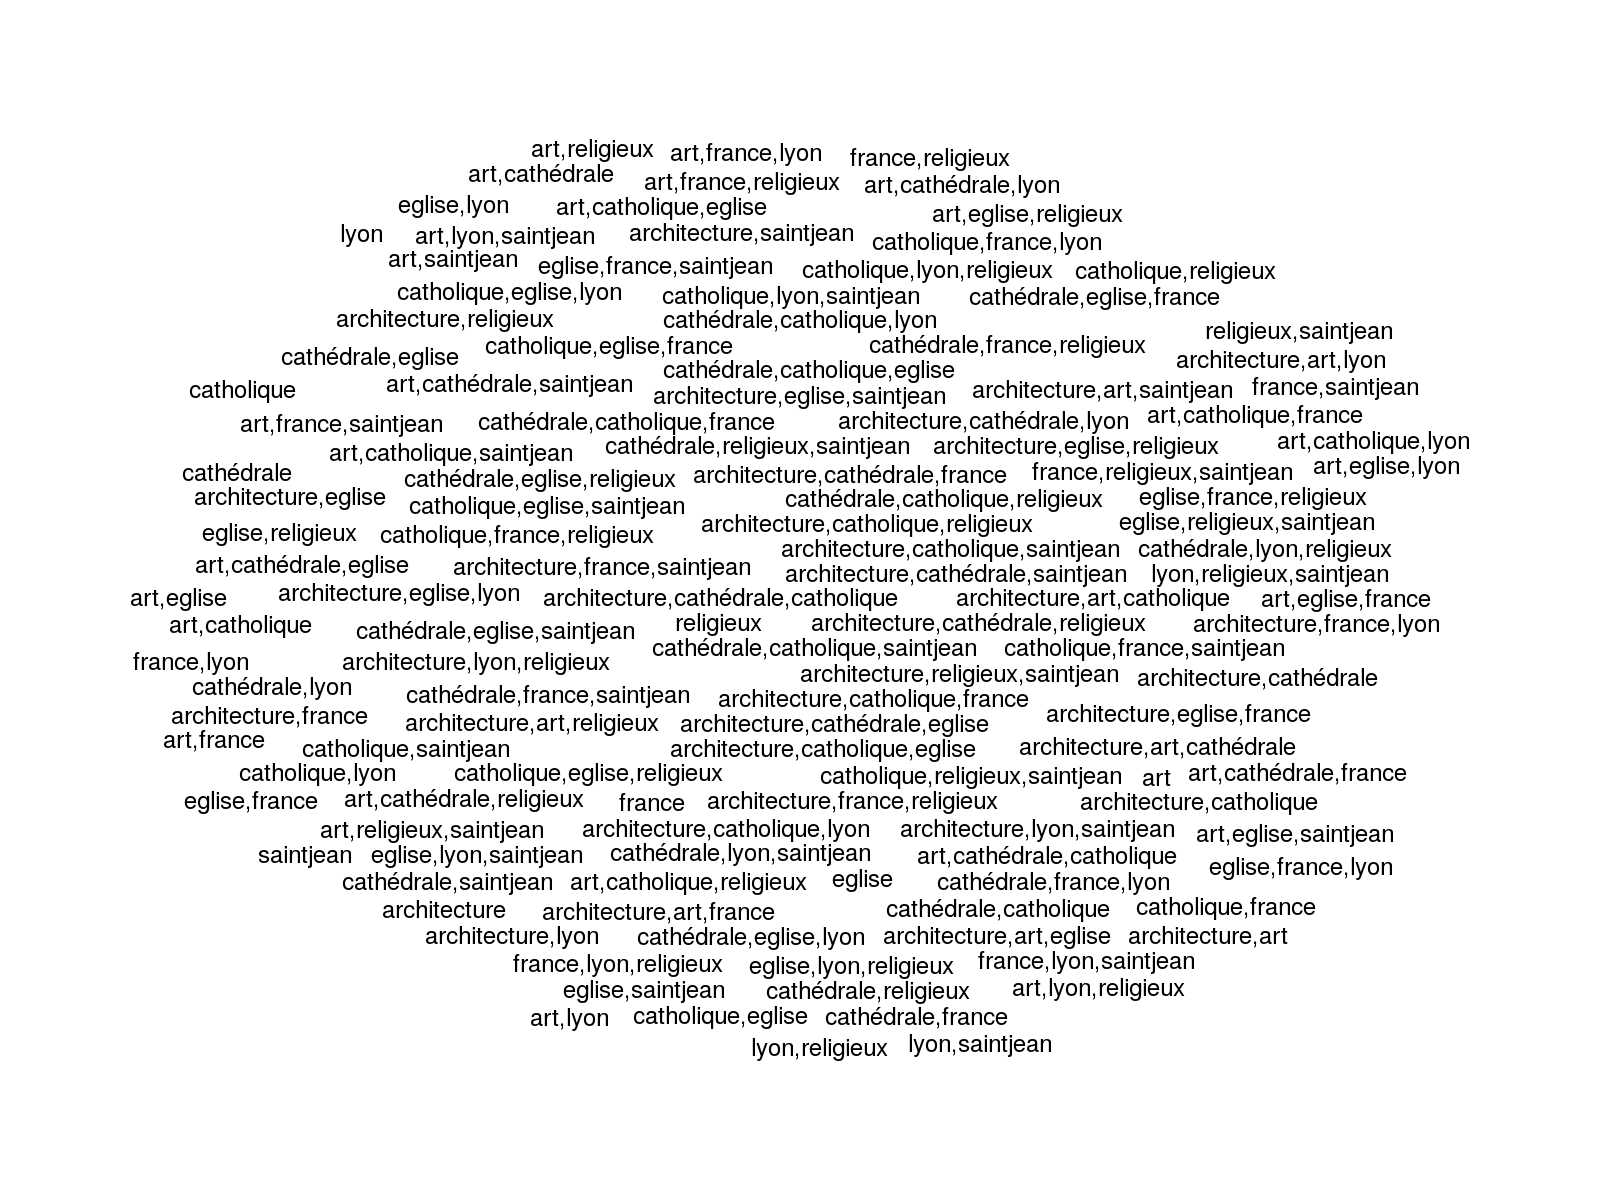 art,religieux art,france,lyon france,religieux
art,cathédrale art,france,religieux art,cathédrale,lyon
eglise,lyon art,catholique,eglise art,eglise,religieux
lyon art,lyon,saintjean architecture,saintjean catholique,france,lyon
art,saintjean eglise,france,saintjean catholique,lyon,religieux catholique,religieux
catholique,eglise,lyon catholique,lyon,saintjean cathédrale,eglise,france
architecture,religieux cathédrale,catholique,lyon religieux,saintjean
cathédrale,eglise catholique,eglise,france cathédrale,france,religieux architecture,art,lyon
cathédrale,catholique,eglise
catholique art,cathédrale,saintjean architecture,eglise,saintjean architecture,art,saintjean france,saintjean
art,france,saintjean cathédrale,catholique,france architecture,cathédrale,lyon art,catholique,france
art,catholique,saintjean cathédrale,religieux,saintjean architecture,eglise,religieux art,catholique,lyon
cathédrale cathédrale,eglise,religieux architecture,cathédrale,france france,religieux,saintjean art,eglise,lyon
architecture,eglise catholique,eglise,saintjean cathédrale,catholique,religieux eglise,france,religieux
eglise,religieux catholique,france,religieux architecture,catholique,religieux eglise,religieux,saintjean
architecture,catholique,saintjean cathédrale,lyon,religieux
art,cathédrale,eglise architecture,france,saintjean architecture,cathédrale,saintjean lyon,religieux,saintjean
art,eglise architecture,eglise,lyon architecture,cathédrale,catholique architecture,art,catholique art,eglise,france
art,catholique cathédrale,eglise,saintjean religieux architecture,cathédrale,religieux architecture,france,lyon
cathédrale,catholique,saintjean catholique,france,saintjean
france,lyon architecture,lyon,religieux architecture,religieux,saintjean architecture,cathédrale
cathédrale,lyon cathédrale,france,saintjean architecture,catholique,france
architecture,france architecture,art,religieux architecture,cathédrale,eglise architecture,eglise,france
art,france catholique,saintjean architecture,catholique,eglise architecture,art,cathédrale
catholique,lyon catholique,eglise,religieux catholique,religieux,saintjean art art,cathédrale,france
eglise,france art,cathédrale,religieux france architecture,france,religieux architecture,catholique
art,religieux,saintjean architecture,catholique,lyon architecture,lyon,saintjean art,eglise,saintjean
saintjean eglise,lyon,saintjean cathédrale,lyon,saintjean art,cathédrale,catholique eglise,france,lyon
cathédrale,saintjean art,catholique,religieux eglise cathédrale,france,lyon
architecture architecture,art,france cathédrale,catholique catholique,france
architecture,lyon cathédrale,eglise,lyon architecture,art,eglise architecture,art
france,lyon,religieux eglise,lyon,religieux france,lyon,saintjean
eglise,saintjean cathédrale,religieux art,lyon,religieux
art,lyon catholique,eglise cathédrale,france
lyon,religieux lyon,saintjean